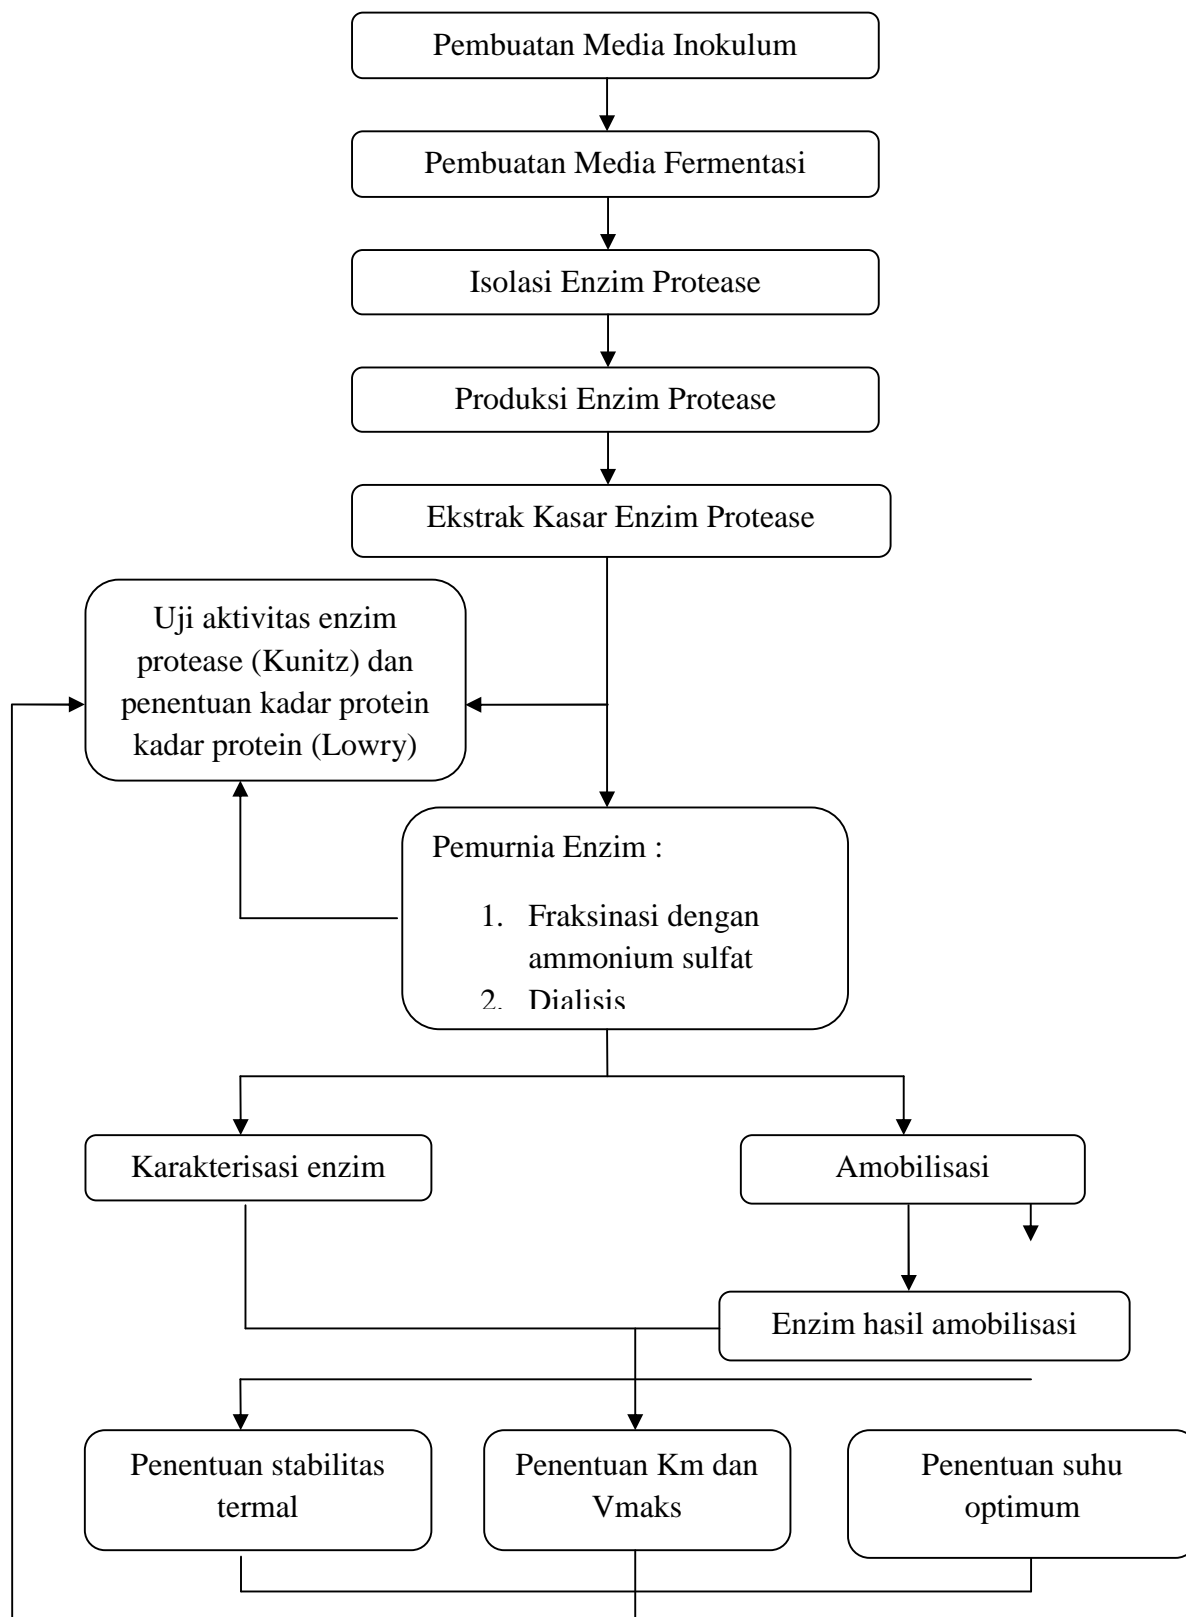 Pembuatan Media Inokulum
Pembuatan Media Fermentasi
Isolasi Enzim Protease
Produksi Enzim Protease
Ekstrak Kasar Enzim Protease
Uji aktivitas enzim
protease (Kunitz) dan
penentuan kadar protein
kadar protein (Lowry)
Pemurnia Enzim :
1. Fraksinasi dengan
ammonium sulfat
2. Dialisis
Karakterisasi enzim
Amobilisasi
Enzim hasil amobilisasi
Penentuan stabilitas
termal
Penentuan Km dan
Vmaks
Penentuan suhu
optimum